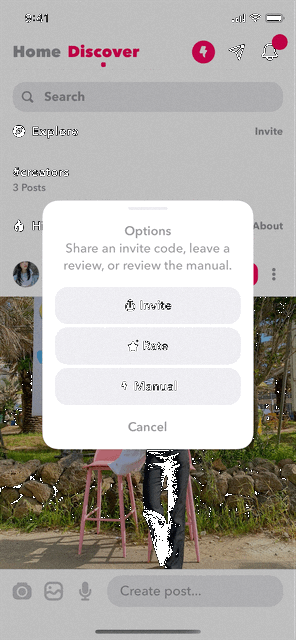 9:41
Home Discover
Search
Explore
Invite
#creators
3 Posts
Hi
About
Options
Share an invite code, leave a
review, or review the manual.
Invite
Rate
Manual
Cancel
Create post...